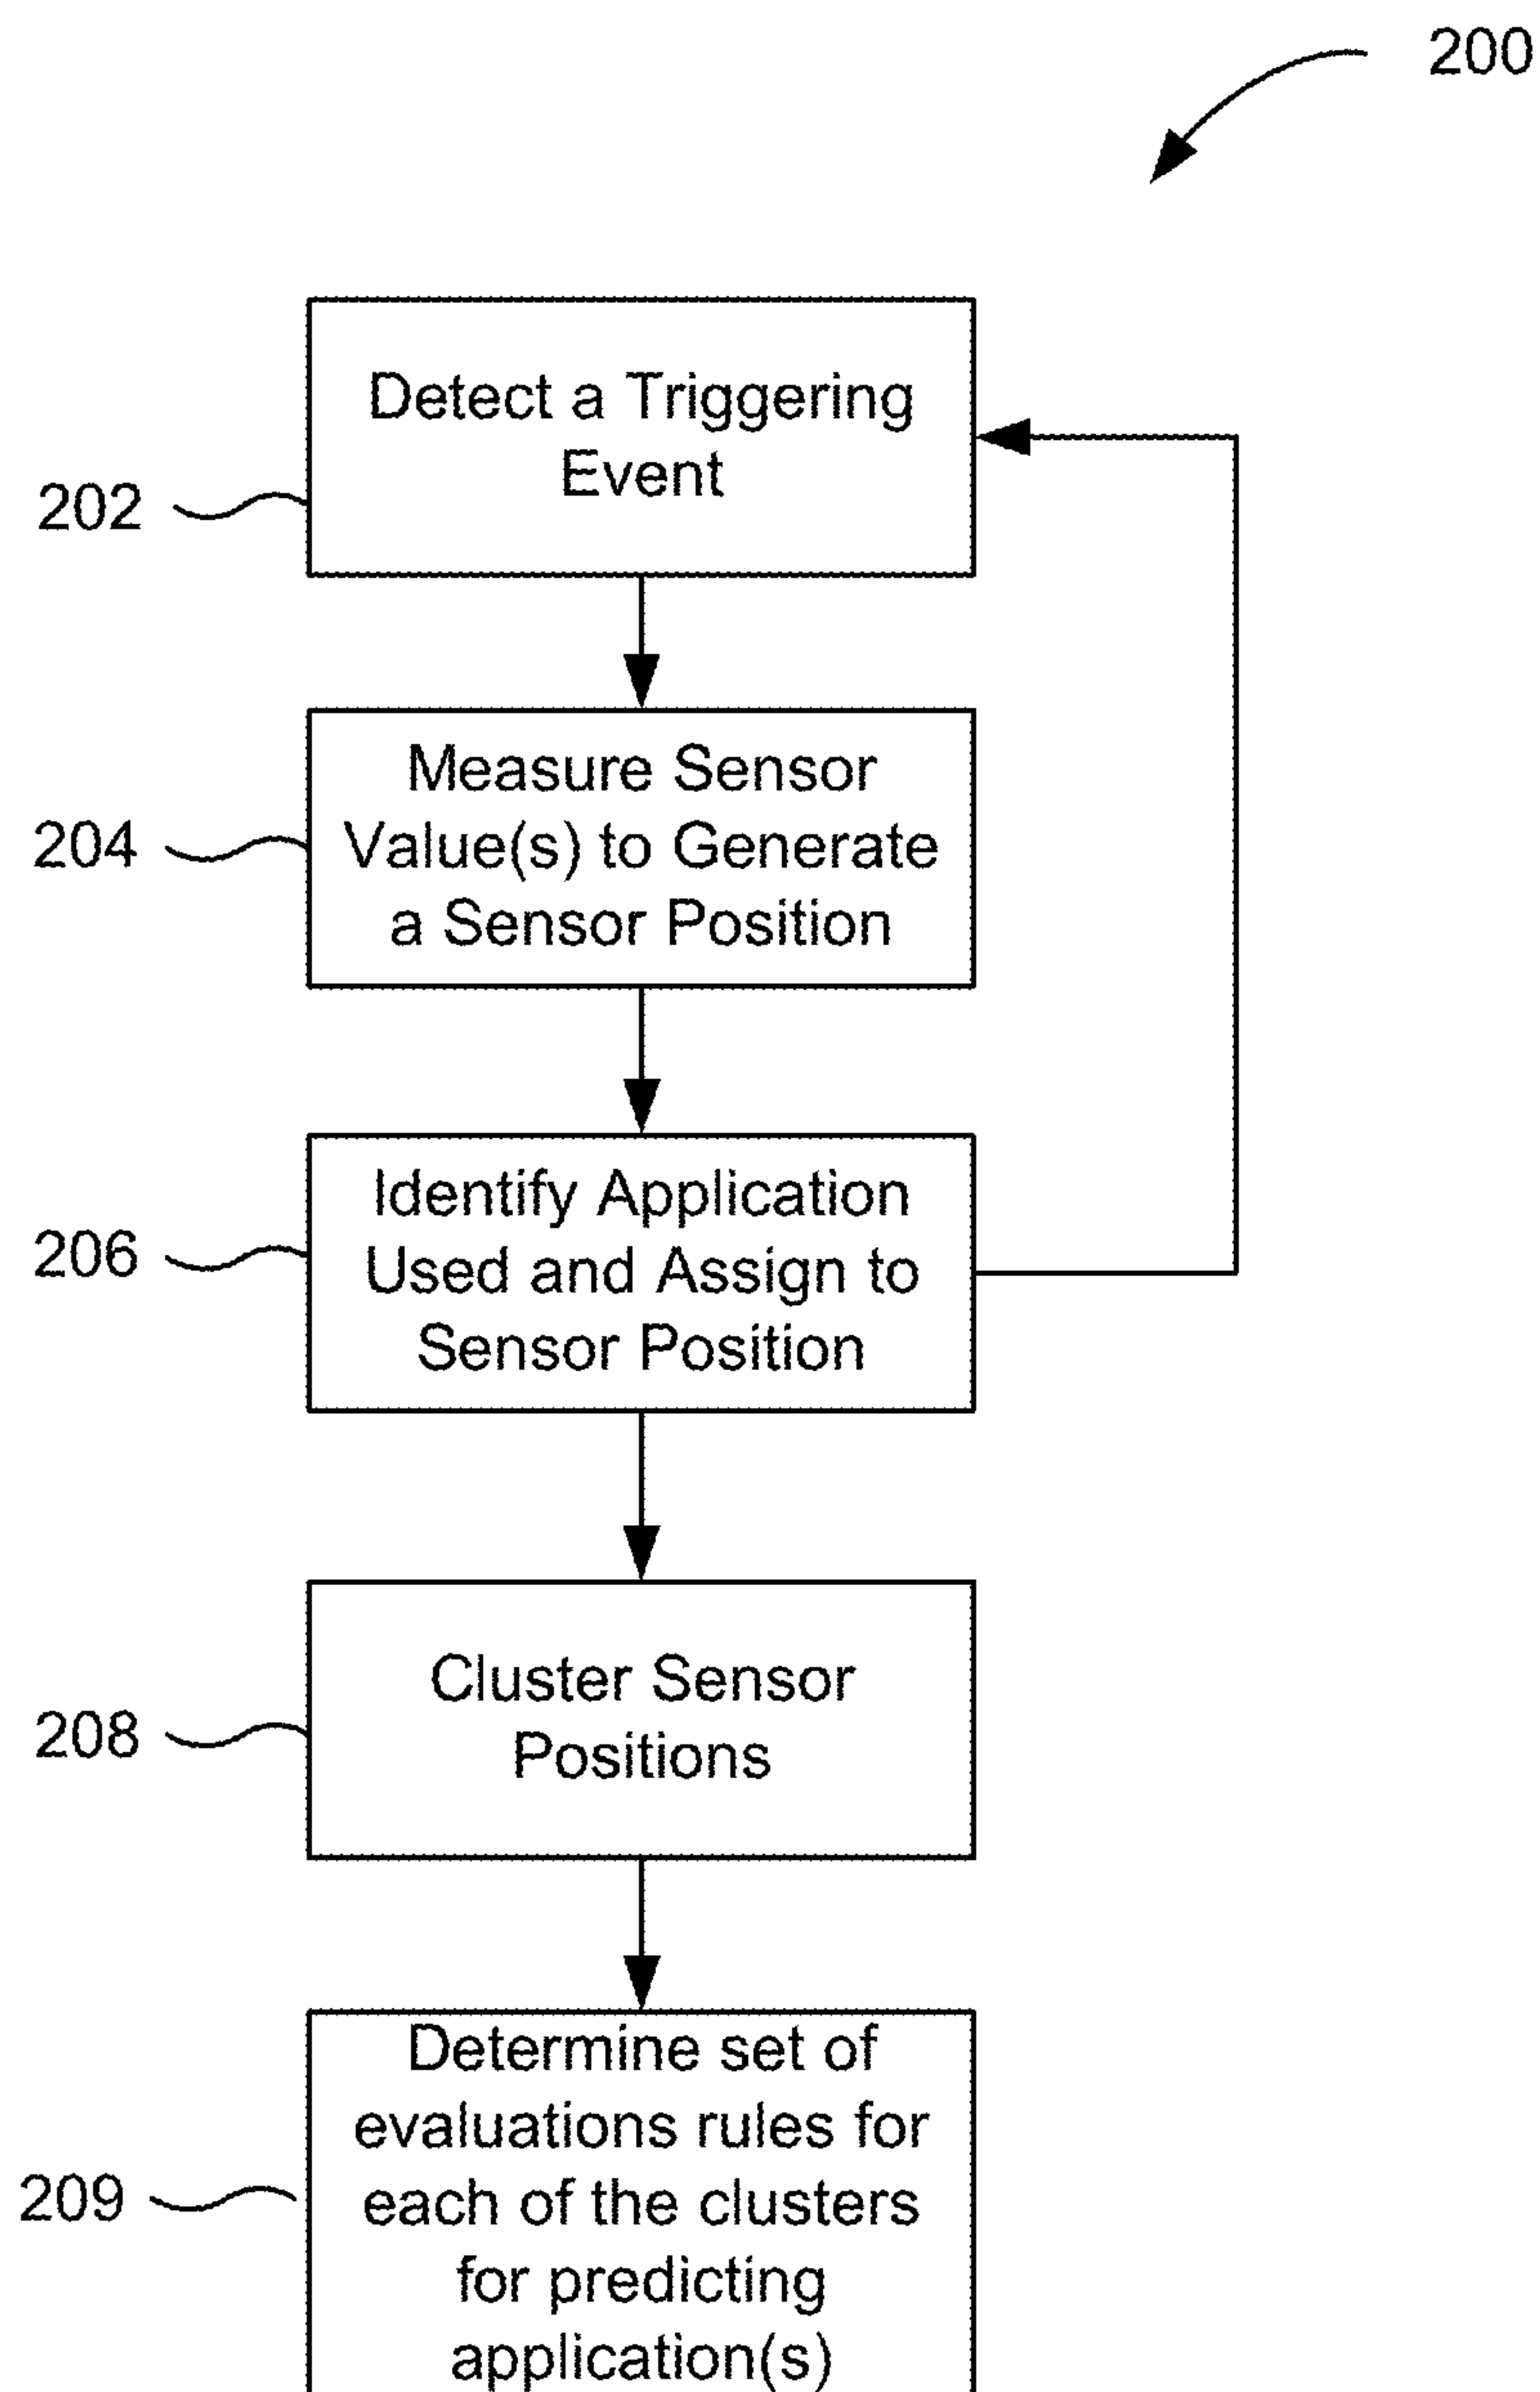 200
Detect a Triggering
Event
202
Measure Sensor
Value(s) to Generate
a Sensor Position
204
Identify Application
Used and Assign to
Sensor Position
206
Cluster Sensor
Positions
208
Determine set of
evaluations rules for
each of the clusters
for predicting
application(s)
209